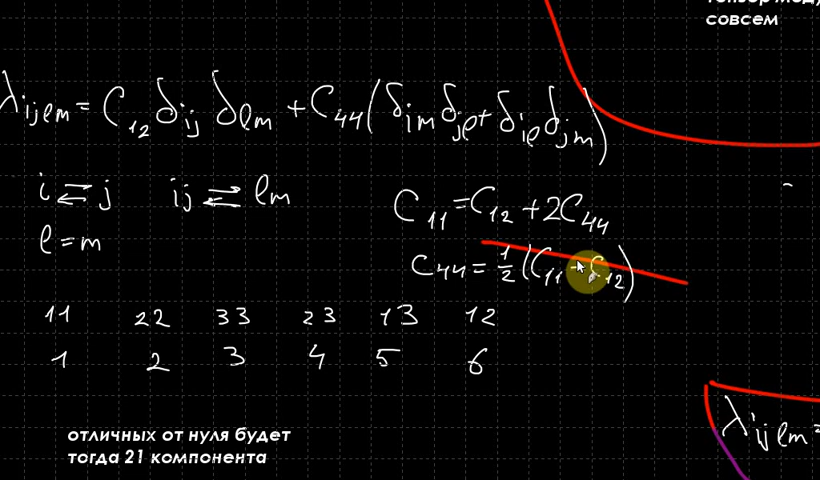 совсем
λijlm = C12 δij δlm + C44 (δim δjl + δil δjm)
i ⇄ j ij ⇄ lm
C11 = C12 + 2C44
l = m
C44 = 1/2 (C11 - C12)
11 22 33 23 13 12
1 2 3 4 5 6
λijlm =
отличных от нуля будет
тогда 21 компонента